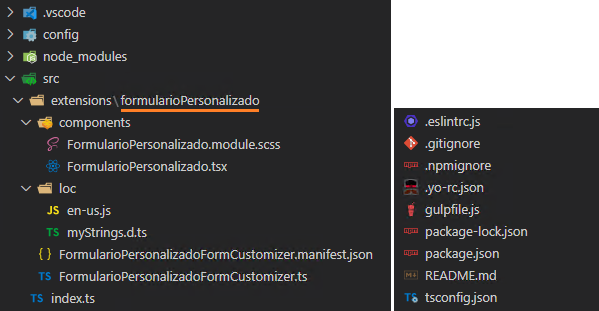 .vscode
config
node_modules
src
extensions\formularioPersonalizado
components
FormularioPersonalizado.module.scss
FormularioPersonalizado.tsx
loc
JS en-us.js
TS myStrings.d.ts
{ } FormularioPersonalizadoFormCustomizer.manifest.json
TS FormularioPersonalizadoFormCustomizer.ts
TS index.ts
.eslintrc.js
.gitignore
.npmignore
.yo-rc.json
gulpfile.js
package-lock.json
package.json
README.md
TS tsconfig.json